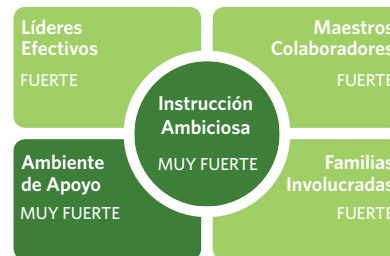 Líderes
Efectivos
FUERTE
Maestros
Colaboradores
FUERTE
Instrucción
Ambiciosa
MUY FUERTE
Ambiente
de Apoyo
MUY FUERTE
Familias
Involucradas
FUERTE